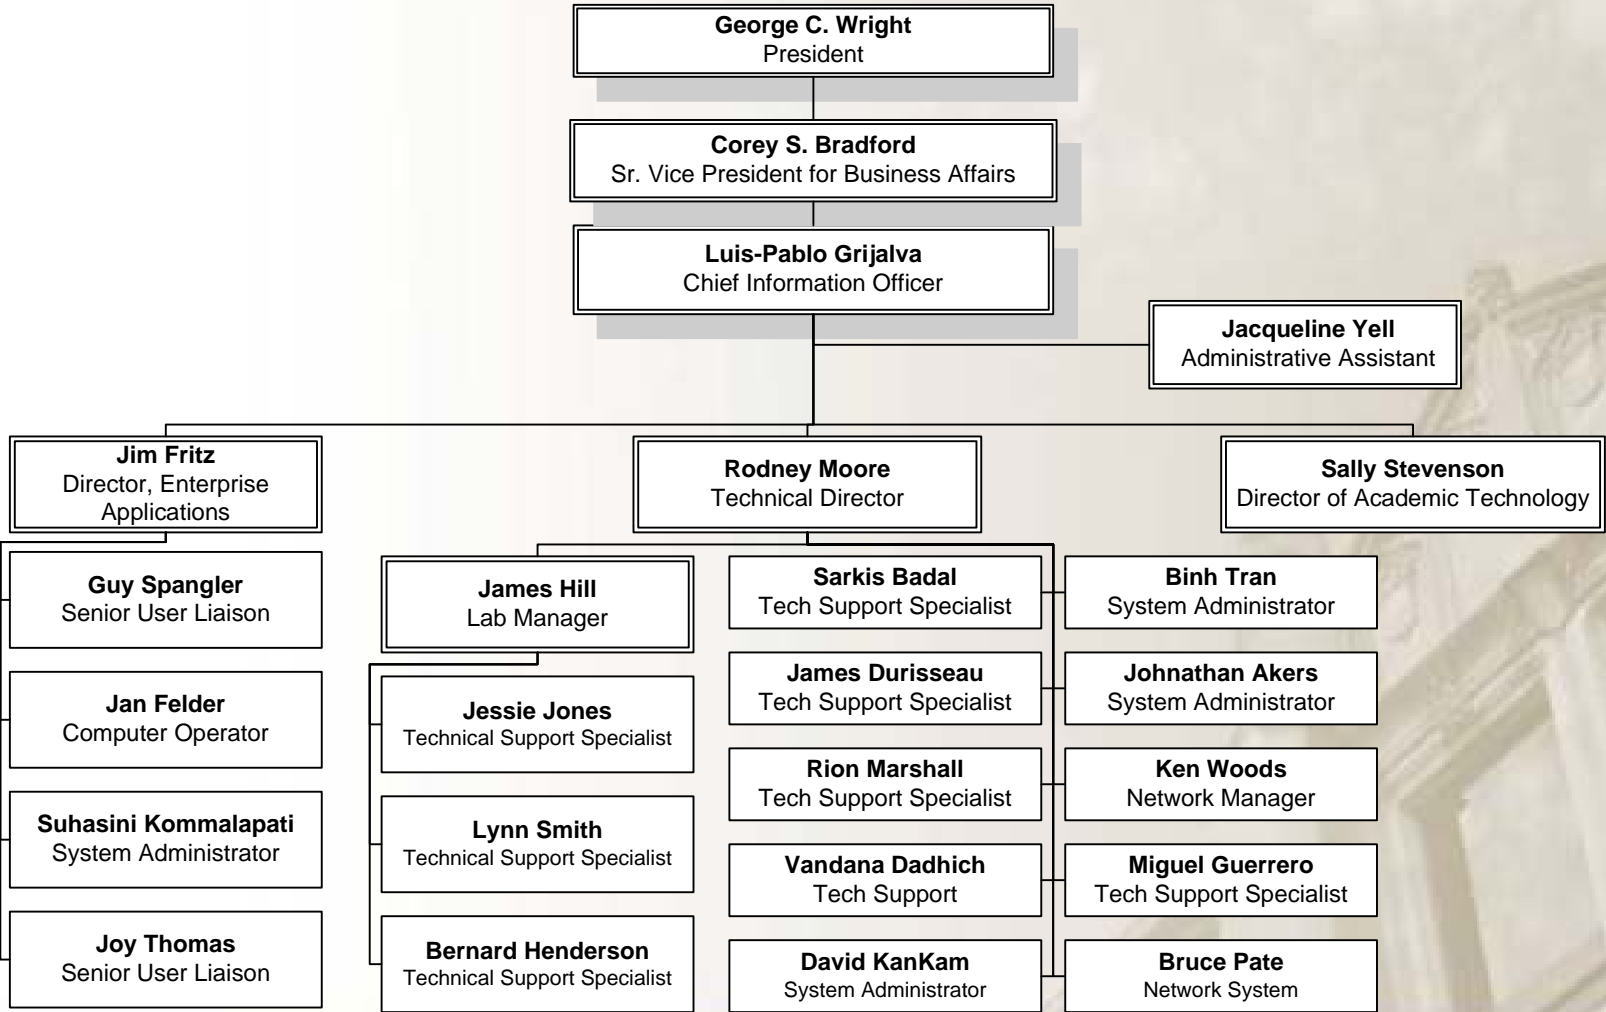 George C. Wright
President
Corey S. Bradford
Sr. Vice President for Business Affairs
Luis-Pablo Grijalva
Chief Information Officer
Jacqueline Yell
Administrative Assistant
Jim Fritz
Director, Enterprise
Applications
Rodney Moore
Technical Director
Sally Stevenson
Director of Academic Technology
Guy Spangler
Senior User Liaison
Jan Felder
Computer Operator
Suhasini Kommalapati
System Administrator
Joy Thomas
Senior User Liaison
James Hill
Lab Manager
Jessie Jones
Technical Support Specialist
Lynn Smith
Technical Support Specialist
Bernard Henderson
Technical Support Specialist
Sarkis Badal
Tech Support Specialist
James Durisseau
Tech Support Specialist
Rion Marshall
Tech Support Specialist
Vandana Dadhich
Tech Support
David KanKam
System Administrator
Binh Tran
System Administrator
Johnathan Akers
System Administrator
Ken Woods
Network Manager
Miguel Guerrero
Tech Support Specialist
Bruce Pate
Network System